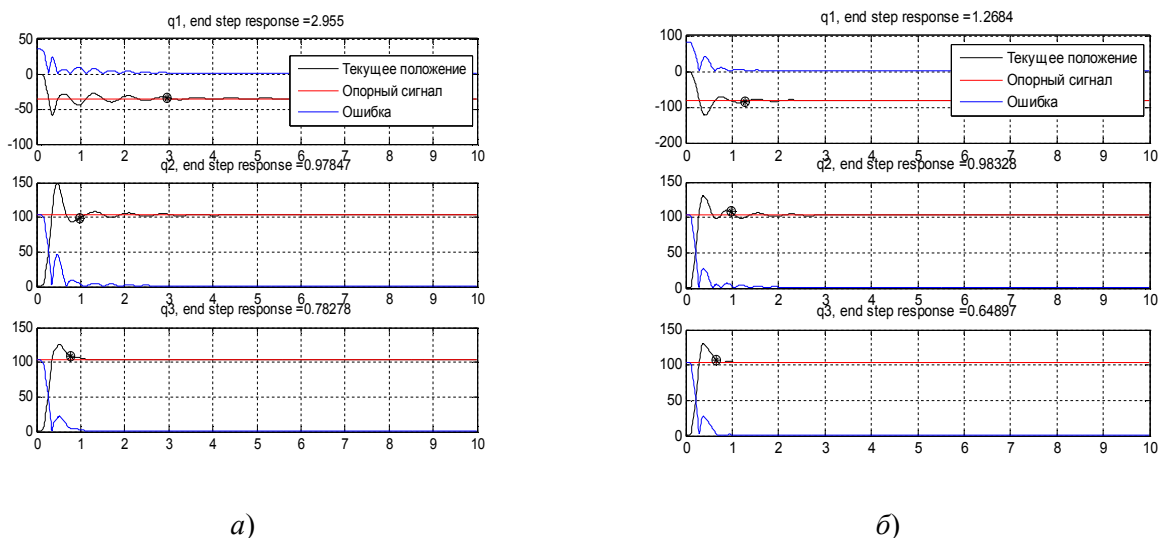 q1, end step response =2.955
50
0
-50
-100
0 1 2 3 4 5 6 7 8 9 10
Текущее положение
Опорный сигнал
Ошибка
q2, end step response =0.97847
150
100
50
0
0 1 2 3 4 5 6 7 8 9 10
q3, end step response =0.78278
150
100
50
0
0 1 2 3 4 5 6 7 8 9 10
а)
q1, end step response =1.2684
100
0
-100
-200
0 1 2 3 4 5 6 7 8 9 10
Текущее положение
Опорный сигнал
Ошибка
q2, end step response =0.98328
150
100
50
0
0 1 2 3 4 5 6 7 8 9 10
q3, end step response =0.64897
150
100
50
0
0 1 2 3 4 5 6 7 8 9 10
б)